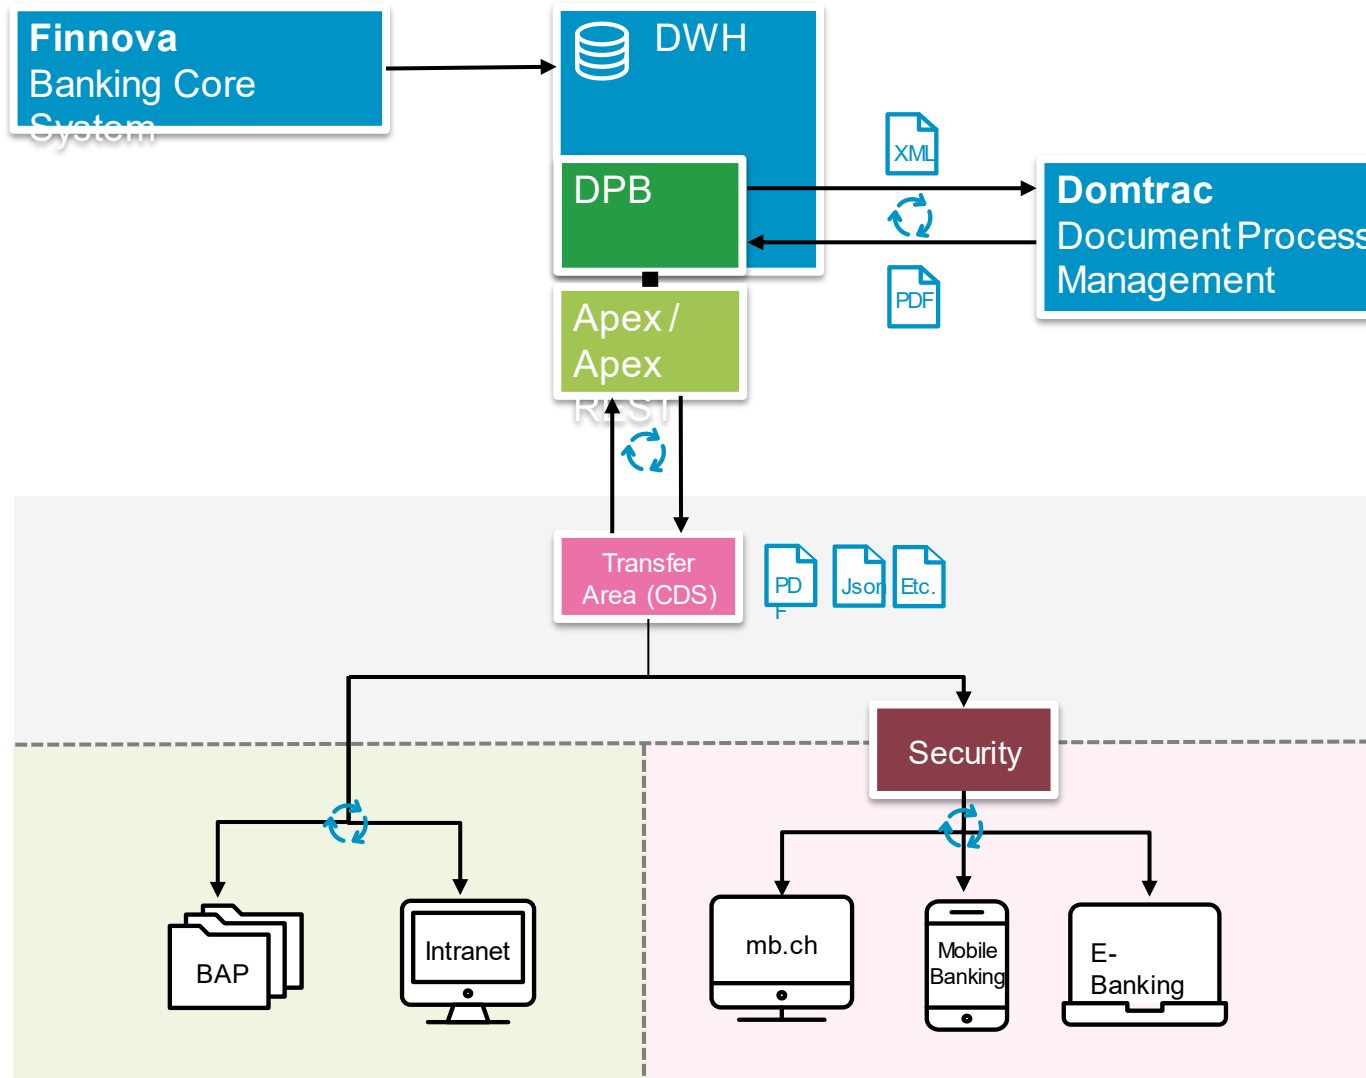 Finnova
Banking Core
System
DWH
DPB
XML
PDF
Domtrac
Document Process
Management
Apex /
Apex
REST
Transfer
Area (CDS)
PD
F
Json
Etc.
Security
BAP
Intranet
mb.ch
Mobile
Banking
E-
Banking